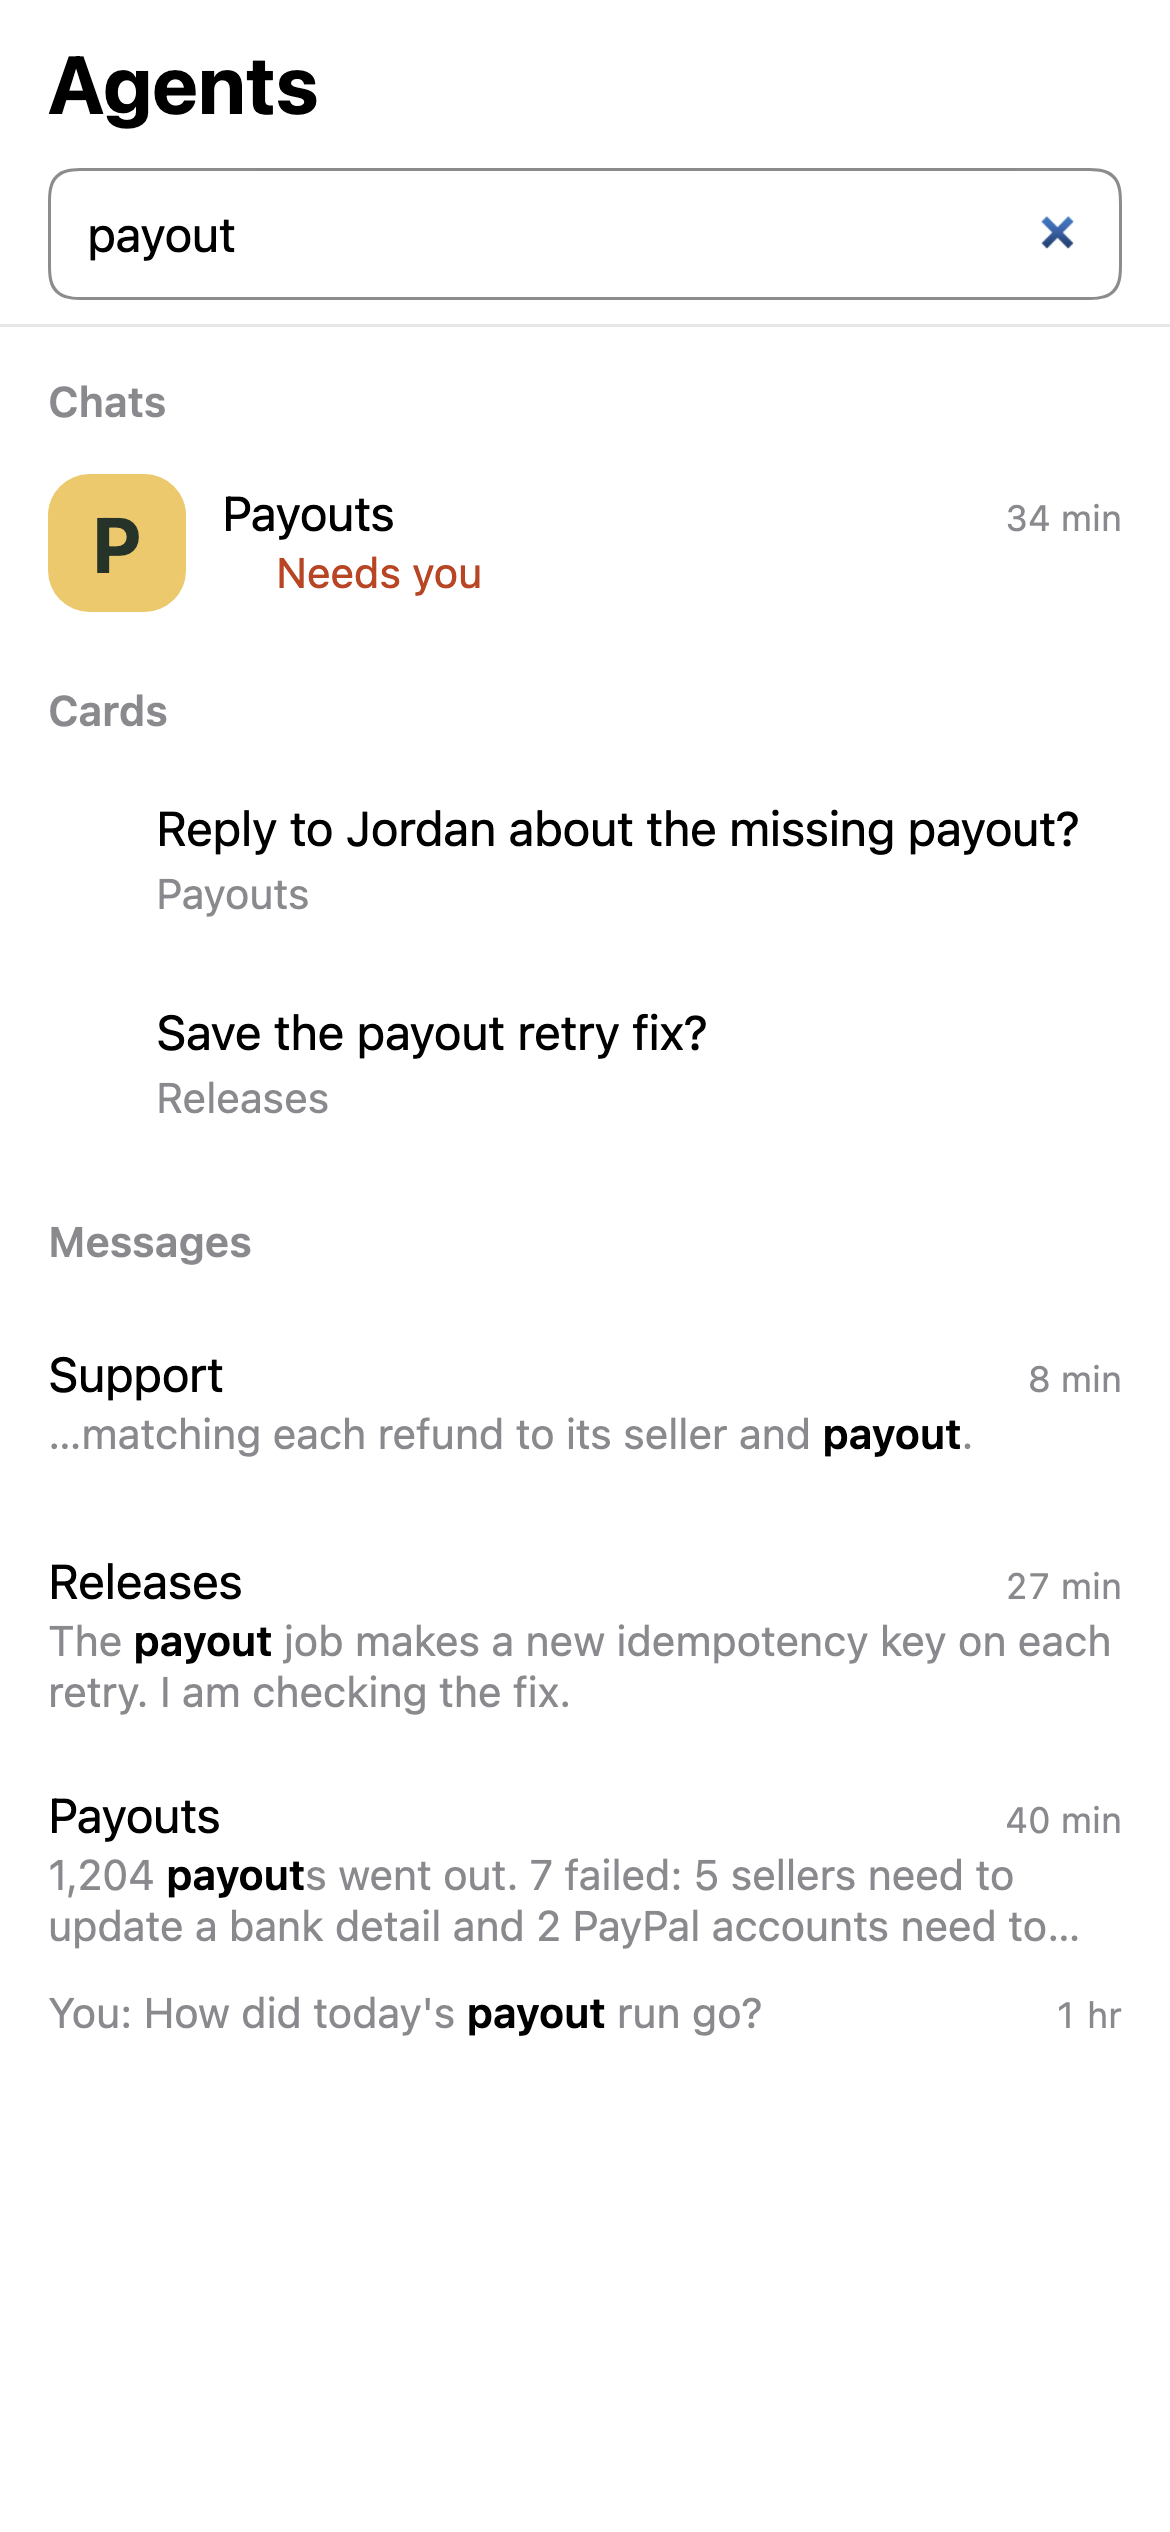 Agents
payout
Chats
P
Payouts
34 min
Needs you
Cards
Reply to Jordan about the missing payout?
Payouts
Save the payout retry fix?
Releases
Messages
Support
8 min
...matching each refund to its seller and payout.
Releases
27 min
The payout job makes a new idempotency key on each
retry. I am checking the fix.
Payouts
40 min
1,204 payouts went out. 7 failed: 5 sellers need to
update a bank detail and 2 PayPal accounts need to...
You: How did today's payout run go?
1 hr